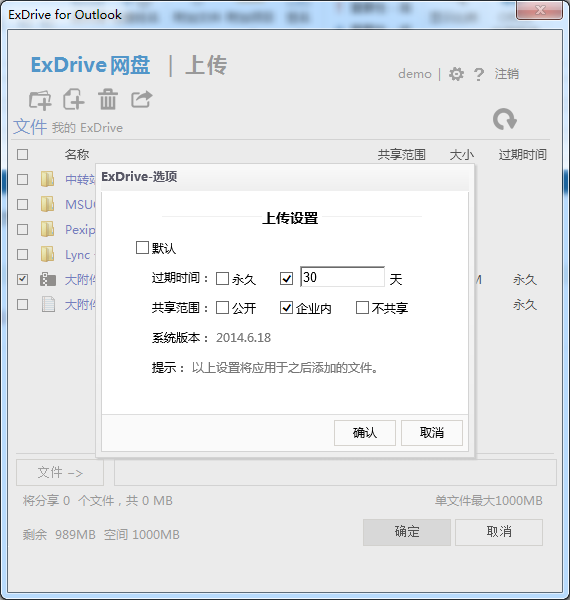 ExDrive for Outlook
ExDrive网盘 | 上传
demo | ? 注销
文件 我的 ExDrive
名称 共享范围 大小 过期时间
中转站
MSUC
Pexip
Lync
大附件 M 永久
大附件 永久
ExDrive-选项
上传设置
默认
过期时间： 永久 30 天
共享范围： 公开 企业内 不共享
系统版本： 2014.6.18
提示： 以上设置将应用于之后添加的文件。
确认 取消
文件 -->
将分享 0 个文件，共 0 MB 单文件最大1000MB
剩余 989MB 空间 1000MB
确定 取消